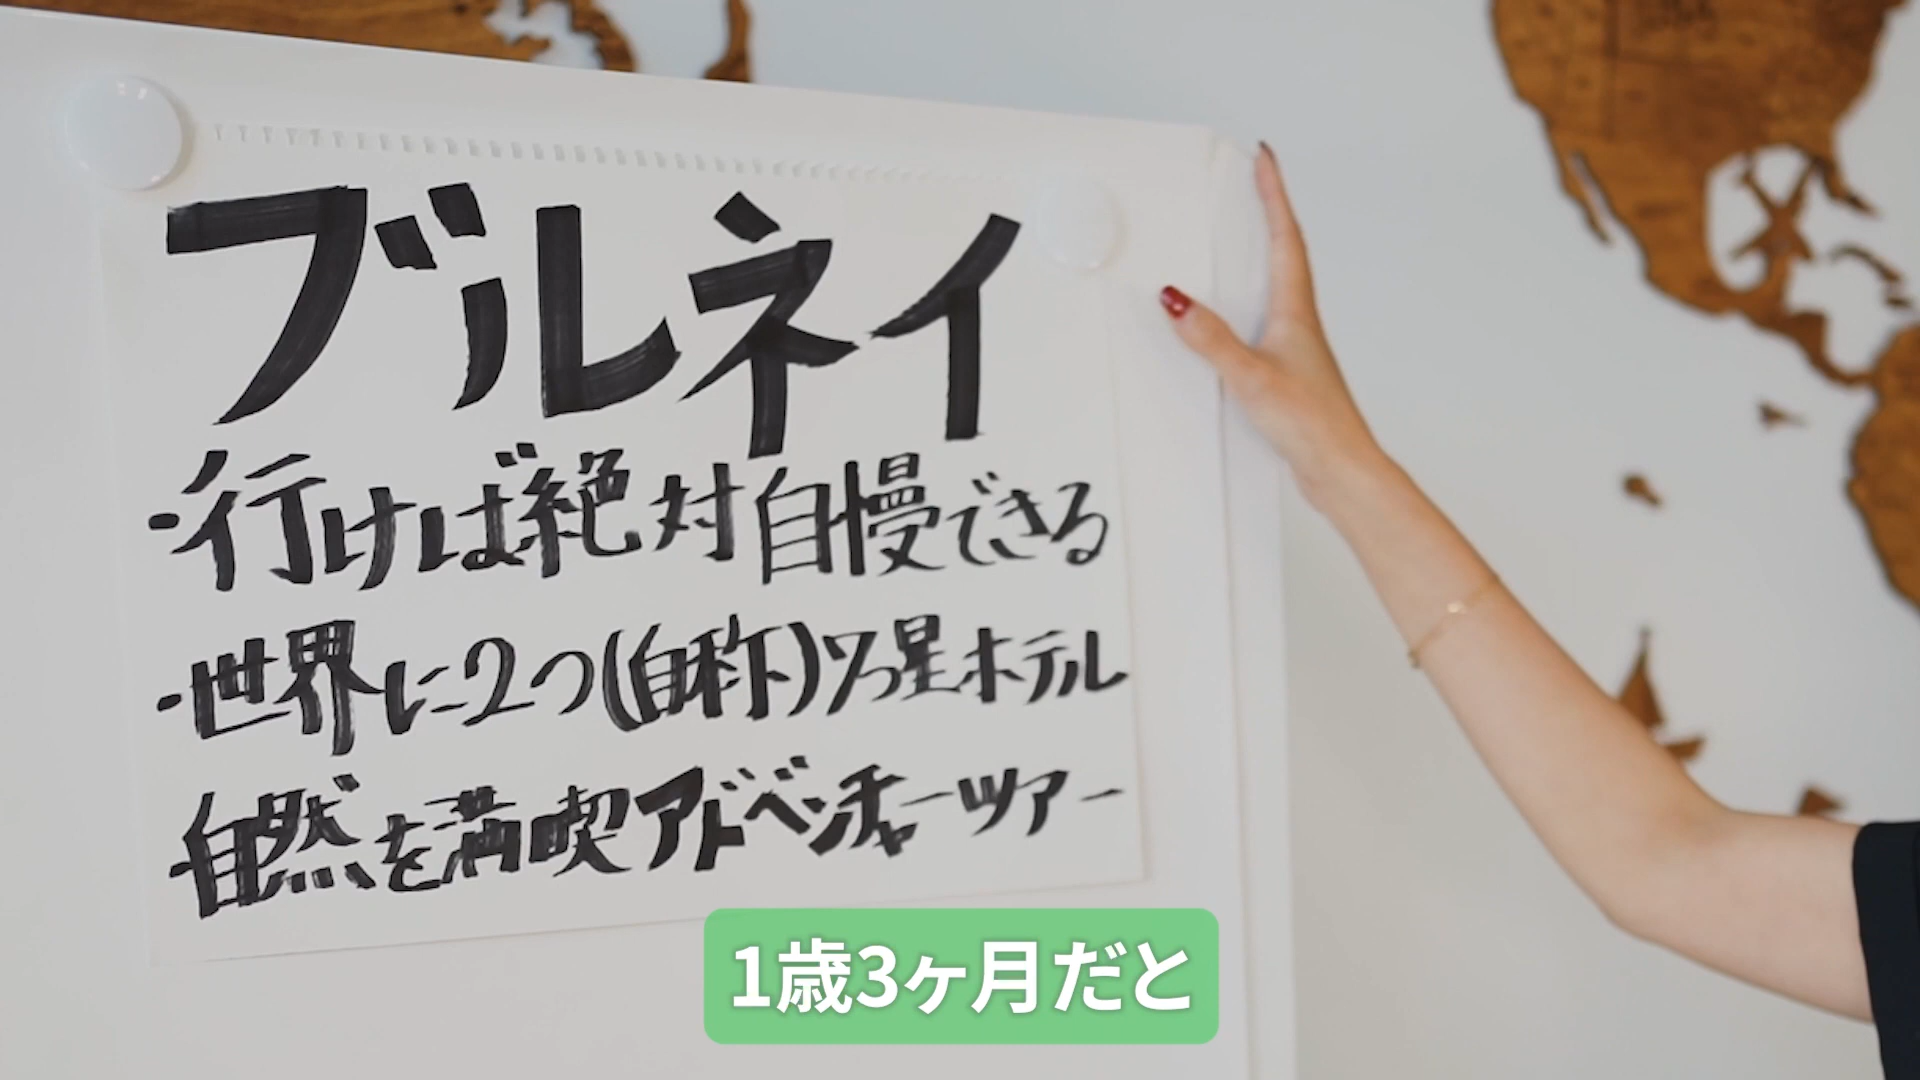 ブルネイ
・行けば絶対自慢できる
・世界に2つ(自称)7つ星ホテル
・自然を満喫アドベンチャーツアー
1歳3ヶ月だと